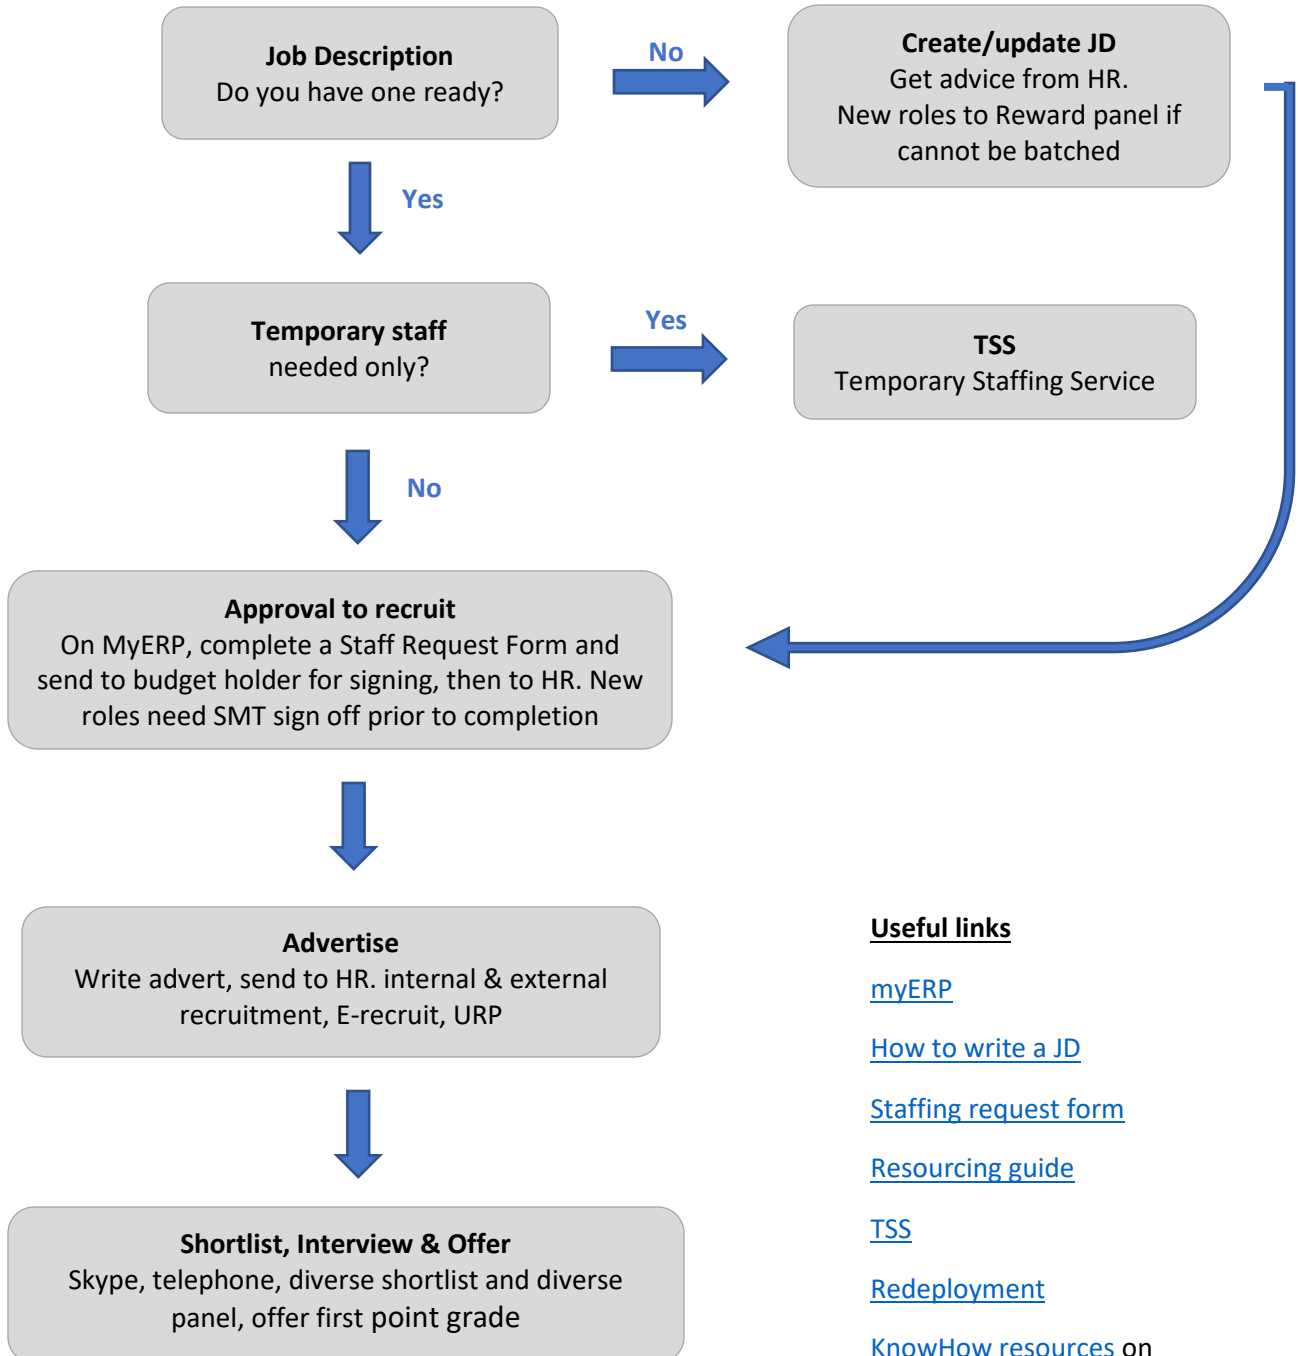 Job Description
Do you have one ready?
No
Create/update JD
Get advice from HR.
New roles to Reward panel if
cannot be batched
Yes
Temporary staff
needed only?
Yes
TSS
Temporary Staffing Service
No
Approval to recruit
On MyERP, complete a Staff Request Form and
send to budget holder for signing, then to HR. New
roles need SMT sign off prior to completion
Advertise
Write advert, send to HR. internal & external
recruitment, E-recruit, URP
Shortlist, Interview & Offer
Skype, telephone, diverse shortlist and diverse
panel, offer first point grade
Useful links
myERP
How to write a JD
Staffing request form
Resourcing guide
TSS
Redeployment
KnowHow resources on